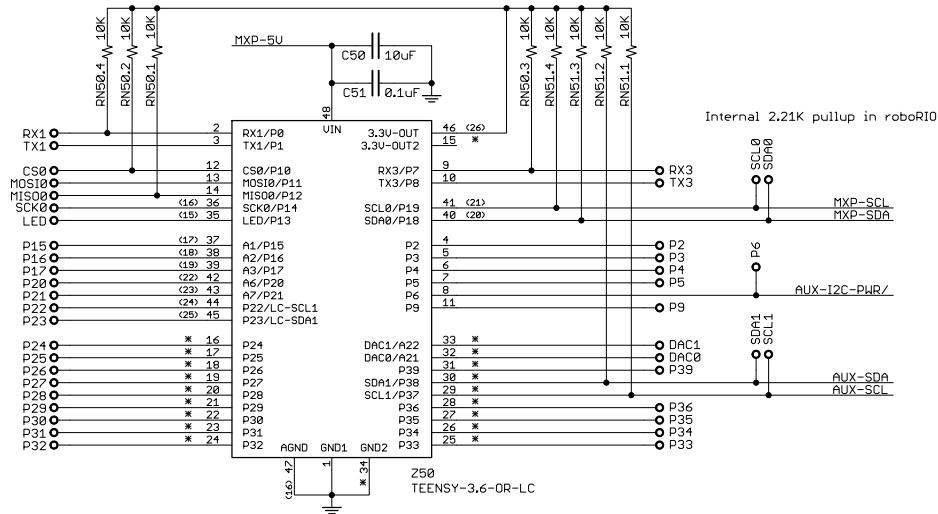 RN50.4 10K
RN50.2 10K
RN50.1 10K
MXP-5V
C50 10uF
C51 0.1uF
RN50.3 10K
RN51.4 10K
RN51.3 10K
RN51.2 10K
RN51.1 10K
Internal 2.21K pullup in roboRIO
48
VIN
RX1 2 RX1/P0 3.3V-OUT 46 (26)
TX1 3 TX1/P1 3.3V-OUT2 15 *
CS0 12 CS0/P10 RX3/P7 9 RX3
MOSI0 13 MOSI0/P11 TX3/P8 10 TX3
MISO0 14 MISO0/P12
SCL0
SDA0
SCK0 (16) 36 SCK0/P14 SCL0/P19 41 (21) MXP-SCL
LED (15) 35 LED/P13 SDA0/P18 40 (20) MXP-SDA
P15 (17) 37 A1/P15 P2 4 P2
P16 (18) 38 A2/P16 P3 5 P3
P17 (19) 39 A3/P17 P4 6 P4
P20 (22) 42 A6/P20 P5 7 P5
P6
P21 (23) 43 A7/P21 P6 8 AUX-I2C-PWR/
P22 (24) 44 P22/LC-SCL1 P9 11 P9
P23 (25) 45 P23/LC-SDA1
P24 * 16 P24 DAC1/A22 33 * DAC1
P25 * 17 P25 DAC0/A21 32 * DAC0
P26 * 18 P26 P39 31 * P39
SDA1
SCL1
P27 * 19 P27 SDA1/P38 30 * AUX-SDA
P28 * 20 P28 SCL1/P37 29 * AUX-SCL
P29 * 21 P29 P36 28 * P36
P30 * 22 P30 P35 27 * P35
P31 * 23 P31 P34 26 * P34
P32 * 24 P32 P33 25 * P33
AGND GND1 GND2
(16) 47
1
* 34
Z50
TEENSY-3.6-OR-LC